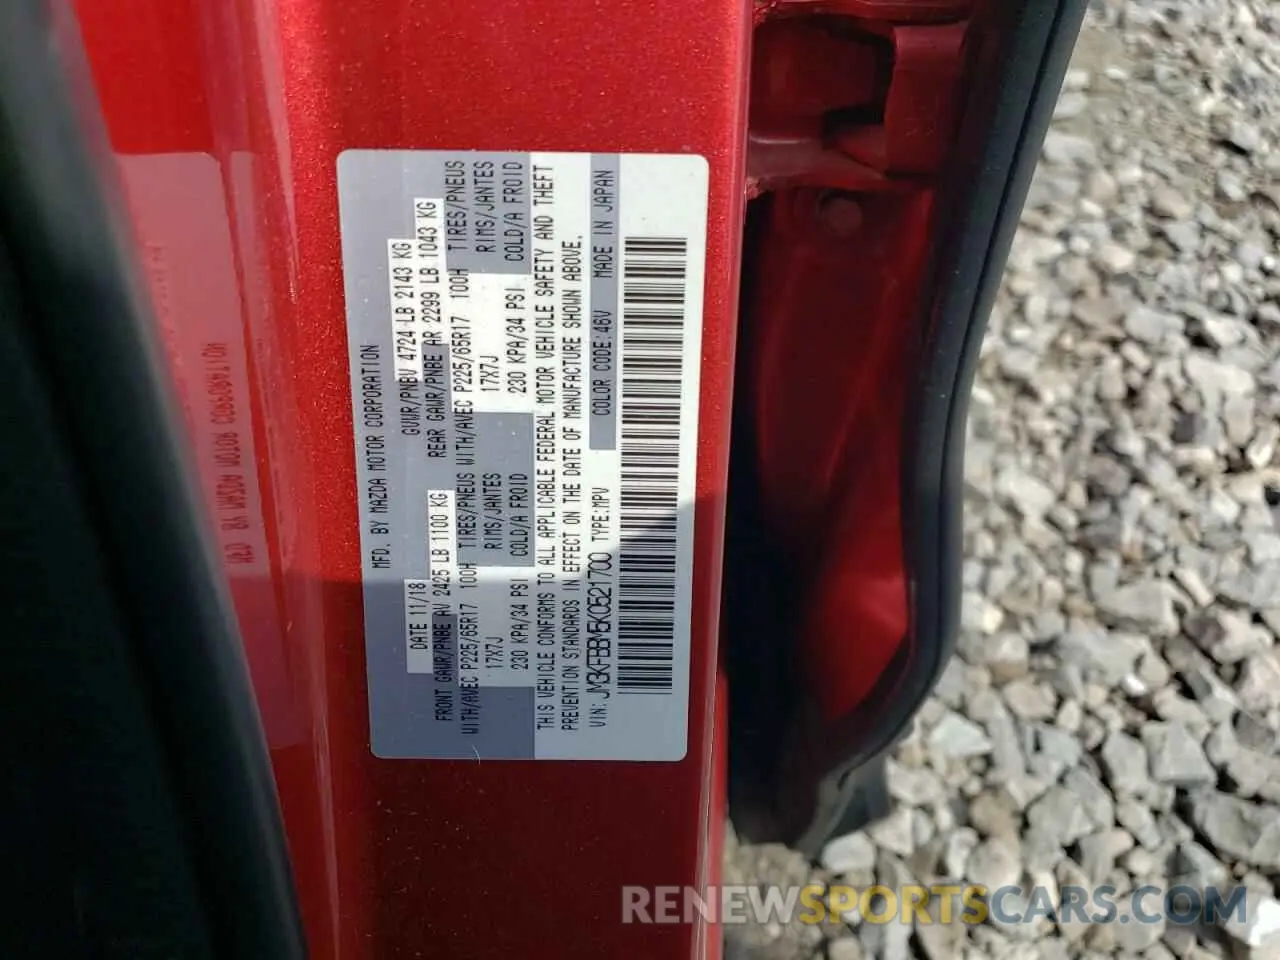 MFD. BY MAZDA MOTOR CORPORATION
DATE 11/18 GVWR/PNBV 4724 LB 2143 KG
FRONT GAWR/PNBE AV 2425 LB 1100 KG REAR GAWR/PNBE AR 2299 LB 1043 KG
WITH/AVEC P225/65R17 100H TIRES/PNEUS WITH/AVEC P225/65R17 100H TIRES/PNEUS
17X7J RIMS/JANTES 17X7J RIMS/JANTES
230 KPA/34 PSI COLD/A FROID 230 KPA/34 PSI COLD/A FROID
THIS VEHICLE CONFORMS TO ALL APPLICABLE FEDERAL MOTOR VEHICLE SAFETY AND THEFT
PREVENTION STANDARDS IN EFFECT ON THE DATE OF MANUFACTURE SHOWN ABOVE.
VIN: JM3KFBBM5K0521700 TYPE:MPV COLOR CODE:46V MADE IN JAPAN
RENEWSPORTSCARS.COM